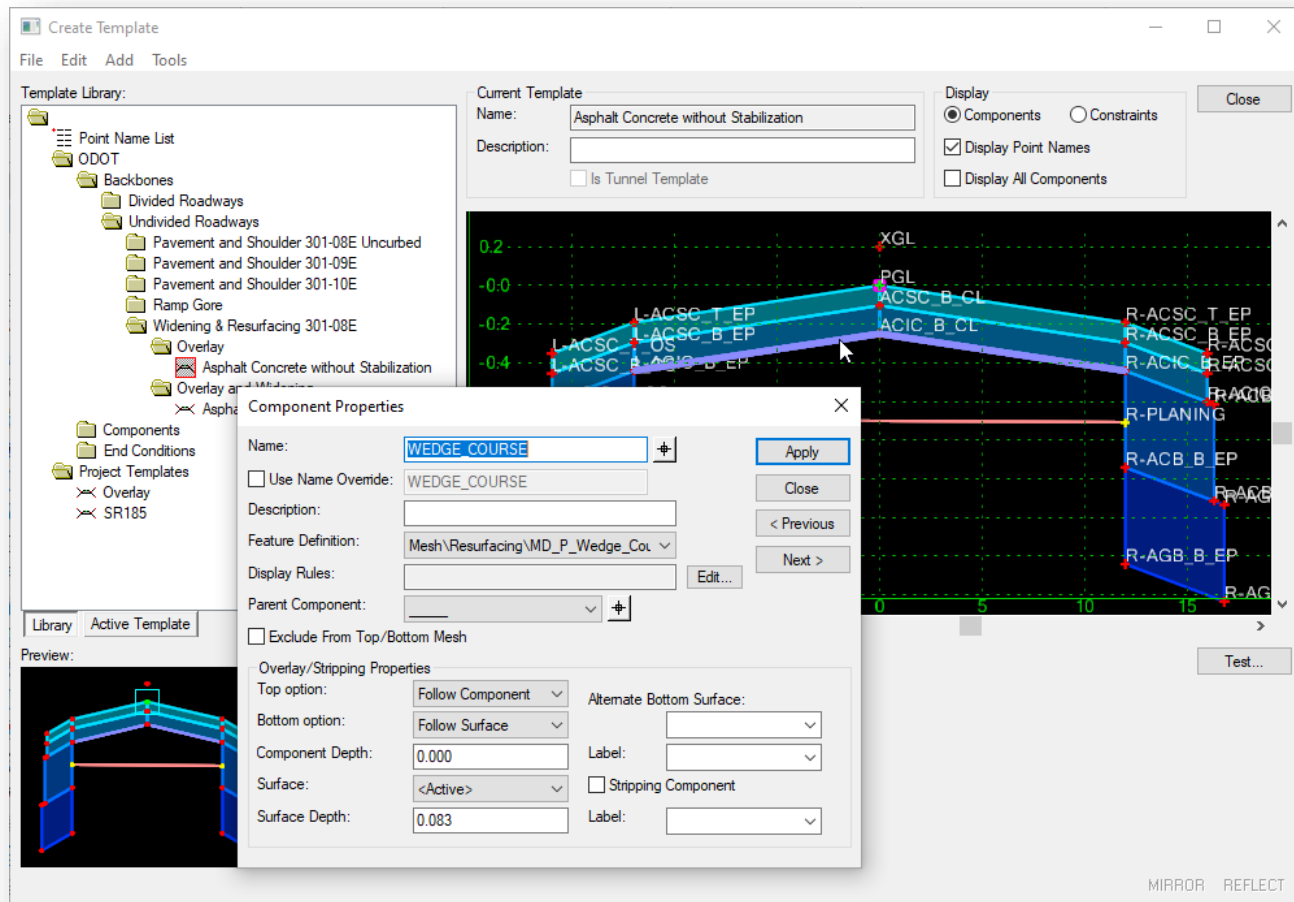 Create Template
File Edit Add Tools
Template Library:
Point Name List
ODOT
Backbones
Divided Roadways
Undivided Roadways
Pavement and Shoulder 301-08E Uncurbed
Pavement and Shoulder 301-09E
Pavement and Shoulder 301-10E
Ramp Gore
Widening & Resurfacing 301-08E
Overlay
Asphalt Concrete without Stabilization
Overlay and Widening
Components
End Conditions
Project Templates
Overlay
SR185
Library Active Template
Preview:
Current Template
Name: Asphalt Concrete without Stabilization
Description:
Is Tunnel Template
Display
Components Constraints
Display Point Names
Display All Components
Close
0.2
-0.0
-0.2
-0.4
XGL
PGL
ACSC_B_CL
ACIC_B_CL
L-ACSC_T_EP
L-ACSC_B_EP
R-ACSC_T_EP
R-ACSC_B_EP
R-PLANING
R-ACB_B_EP
R-AGB_B_EP
0 5 10 15
Test...
Component Properties
Name: WEDGE_COURSE
Use Name Override: WEDGE_COURSE
Description:
Feature Definition: Mesh\Resurfacing\MD_P_Wedge_Cou
Display Rules: Edit...
Parent Component:
Exclude From Top/Bottom Mesh
Apply
Close
< Previous
Next >
Overlay/Stripping Properties
Top option: Follow Component
Bottom option: Follow Surface
Component Depth: 0.000
Surface: <Active>
Surface Depth: 0.083
Alternate Bottom Surface:
Label:
Stripping Component
Label:
MIRROR REFLECT